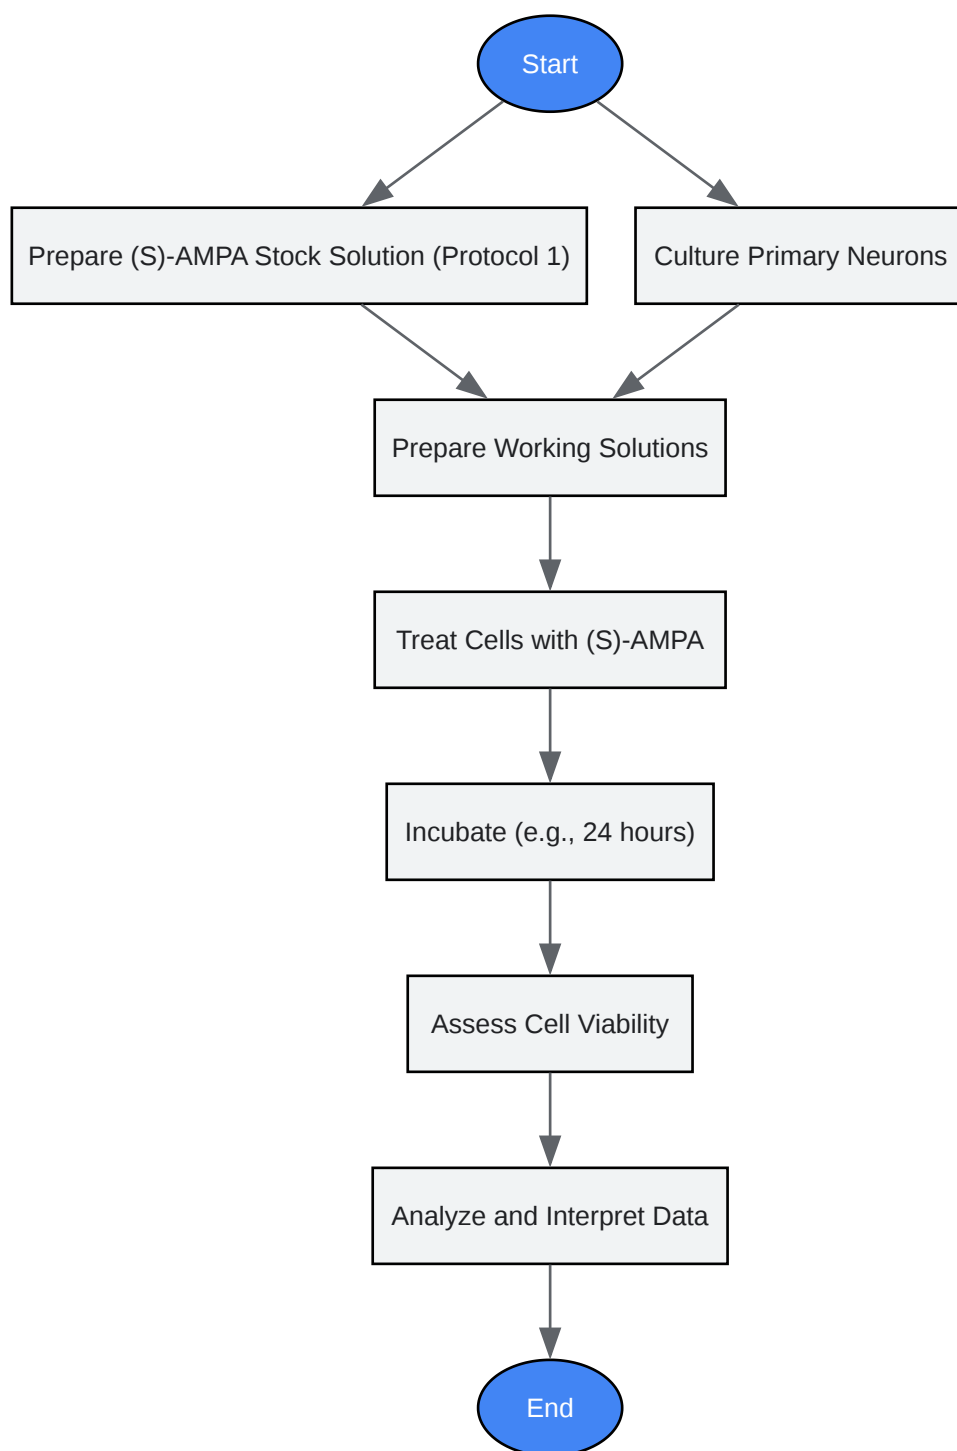 Start
Prepare (S)-AMPA Stock Solution (Protocol 1)
Culture Primary Neurons
Prepare Working Solutions
Treat Cells with (S)-AMPA
Incubate (e.g., 24 hours)
Assess Cell Viability
Analyze and Interpret Data
End